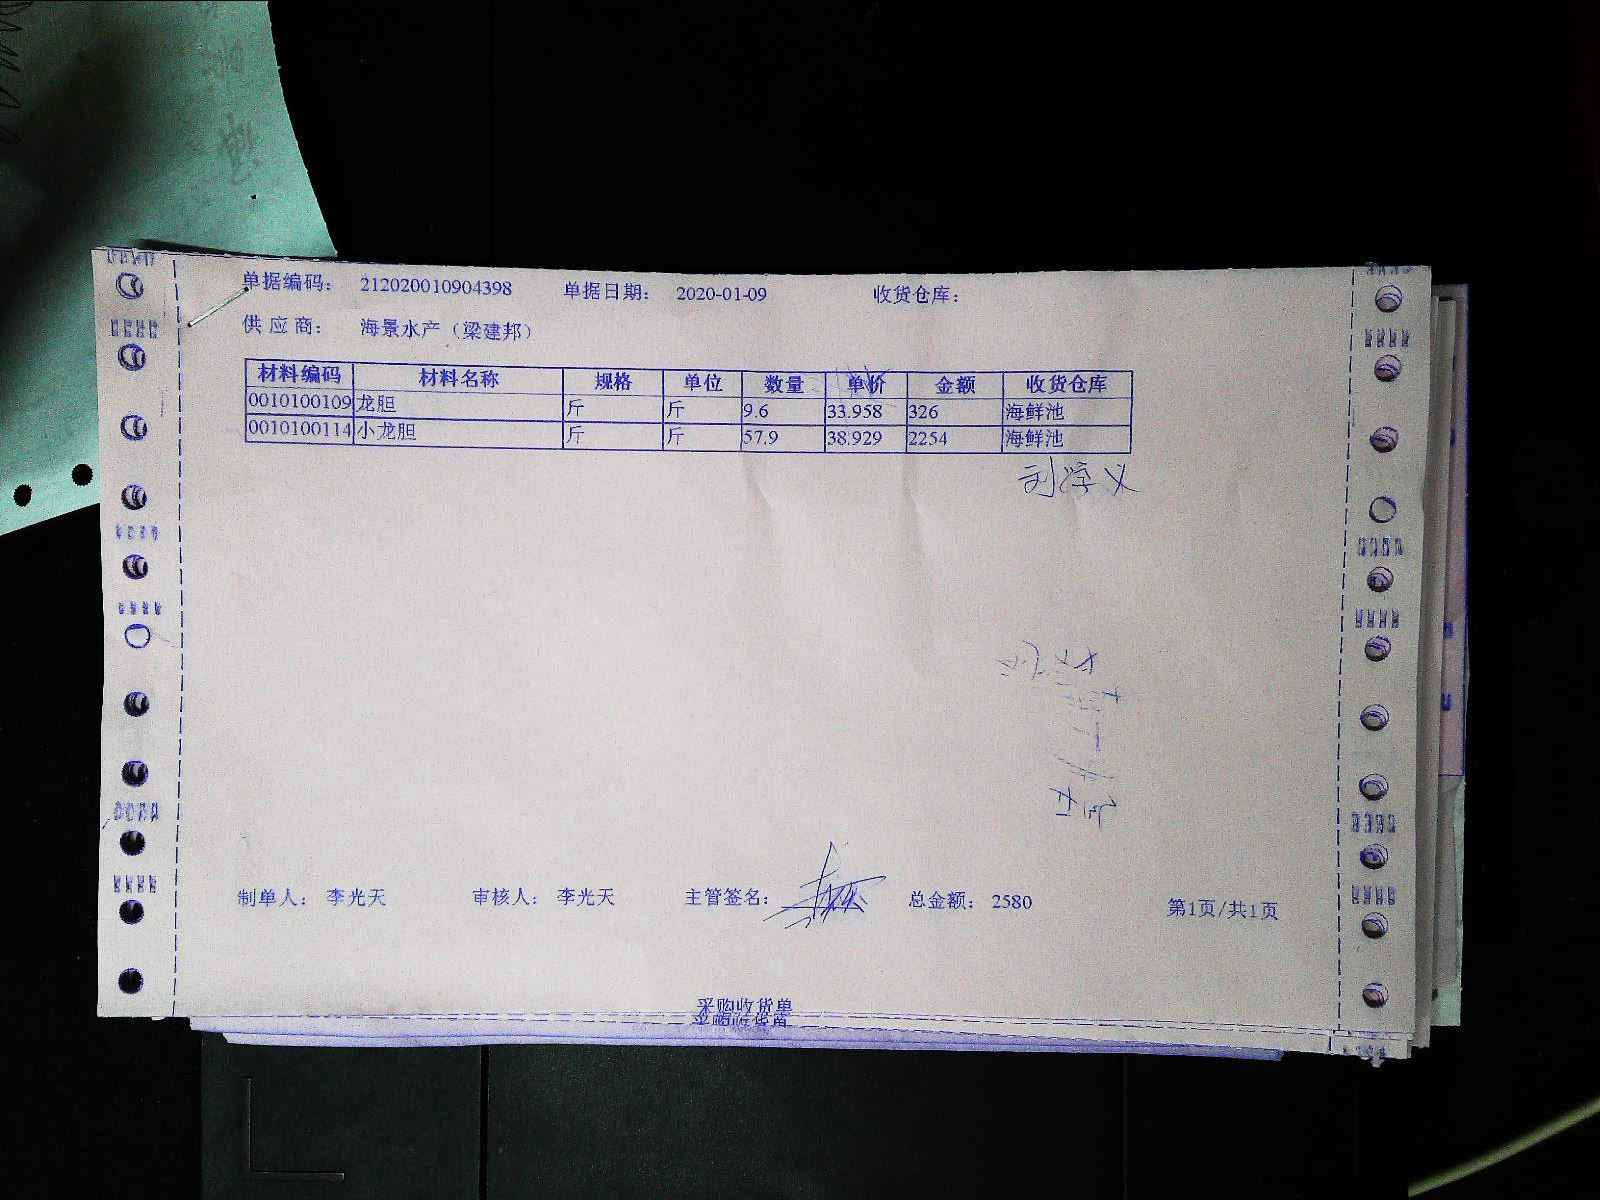 单据编码： 212020010904398 单据日期： 2020-01-09 收货仓库：
供 应 商： 海景水产（梁建邦）
材料编码 材料名称 规格 单位 数量 单价 金额 收货仓库
0010100109 龙胆 斤 斤 9.6 33.958 326 海鲜池
0010100114 小龙胆 斤 斤 57.9 38.929 2254 海鲜池
制单人： 李光天 审核人： 李光天 主管签名： 总金额： 2580 第1页/共1页
采购收货单